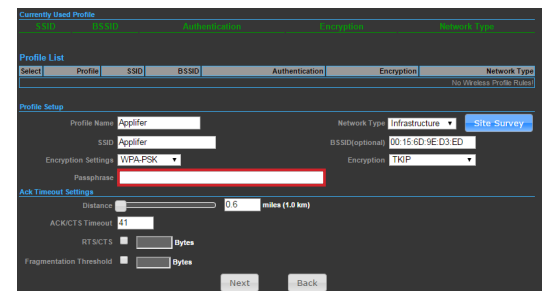 Currently Used Profile
SSID BSSID Authentication Encryption Network Type
Profile List
Select Profile SSID BSSID Authentication Encryption Network Type
No Wireless Profile Rules!
Profile Setup
Profile Name Applifer Network Type Infrastructure Site Survey
SSID Applifer BSSID(optional) 00:15:6D:9E:D3:ED
Encryption Settings WPA-PSK Encryption TKIP
Passphrase
Ack Timeout Settings
Distance 0.6 miles (1.0 km)
ACK/CTS Timeout 41
RTS/CTS Bytes
Fragmentation Threshold Bytes
Next Back